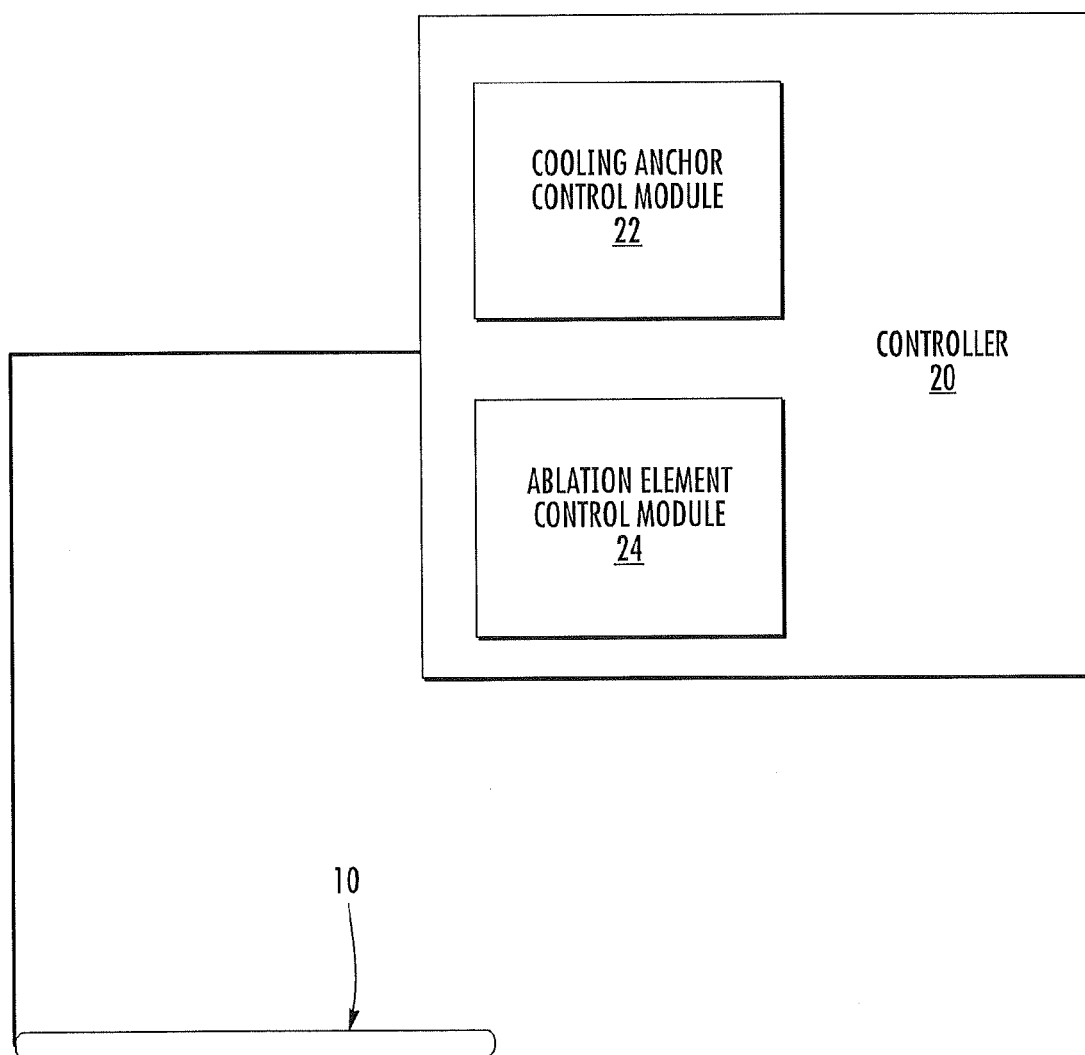 COOLING ANCHOR
CONTROL MODULE
22
CONTROLLER
20
ABLATION ELEMENT
CONTROL MODULE
24
10